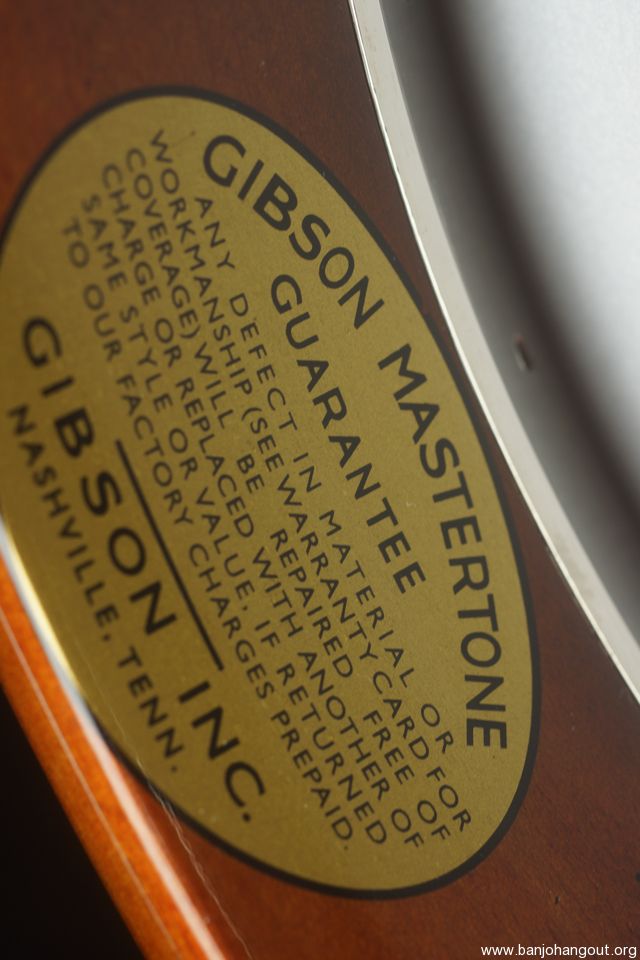 GIBSON MASTERTONE
GUARANTEE
ANY DEFECT IN MATERIAL OR
WORKMANSHIP (SEE WARRANTY CARD FOR
COVERAGE) WILL BE REPAIRED FREE OF
CHARGE OR REPLACED WITH ANOTHER OF
SAME STYLE OR VALUE, IF RETURNED
TO OUR FACTORY CHARGES PREPAID.
GIBSON INC.
NASHVILLE, TENN.
www.banjohangout.org